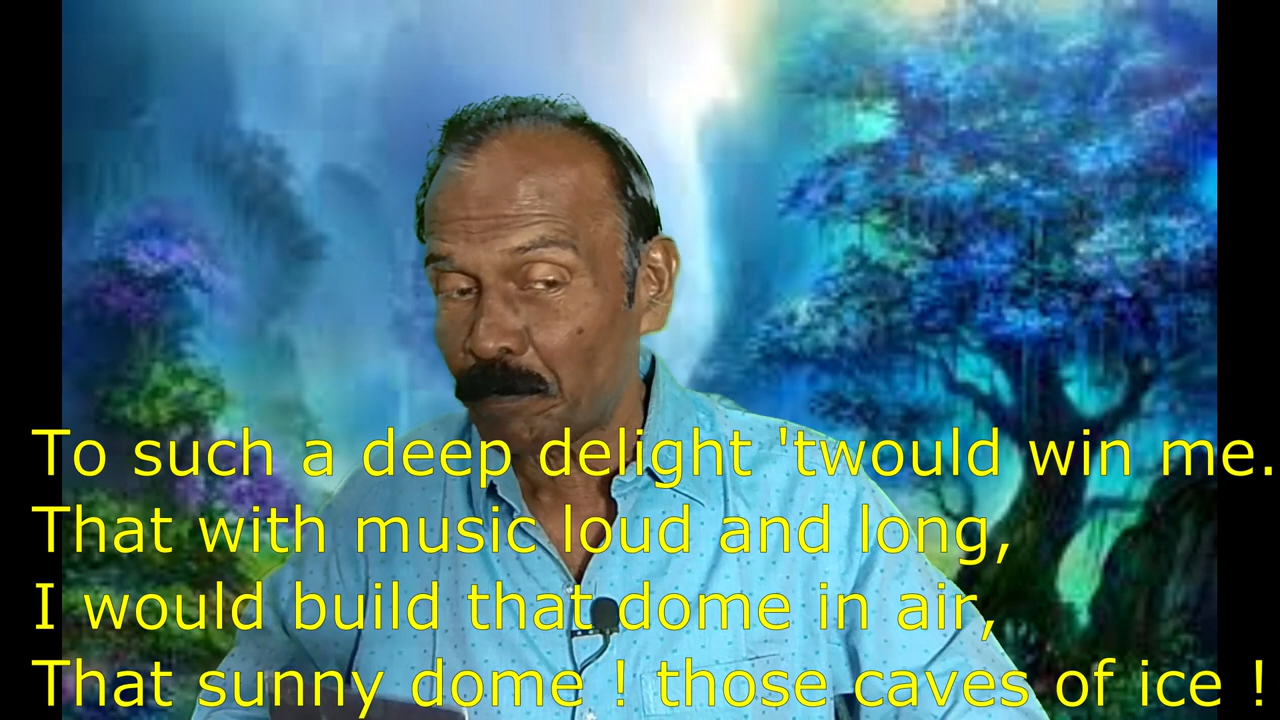 To such a deep delight 'twould win me.
That with music loud and long,
I would build that dome in air,
That sunny dome ! those caves of ice !